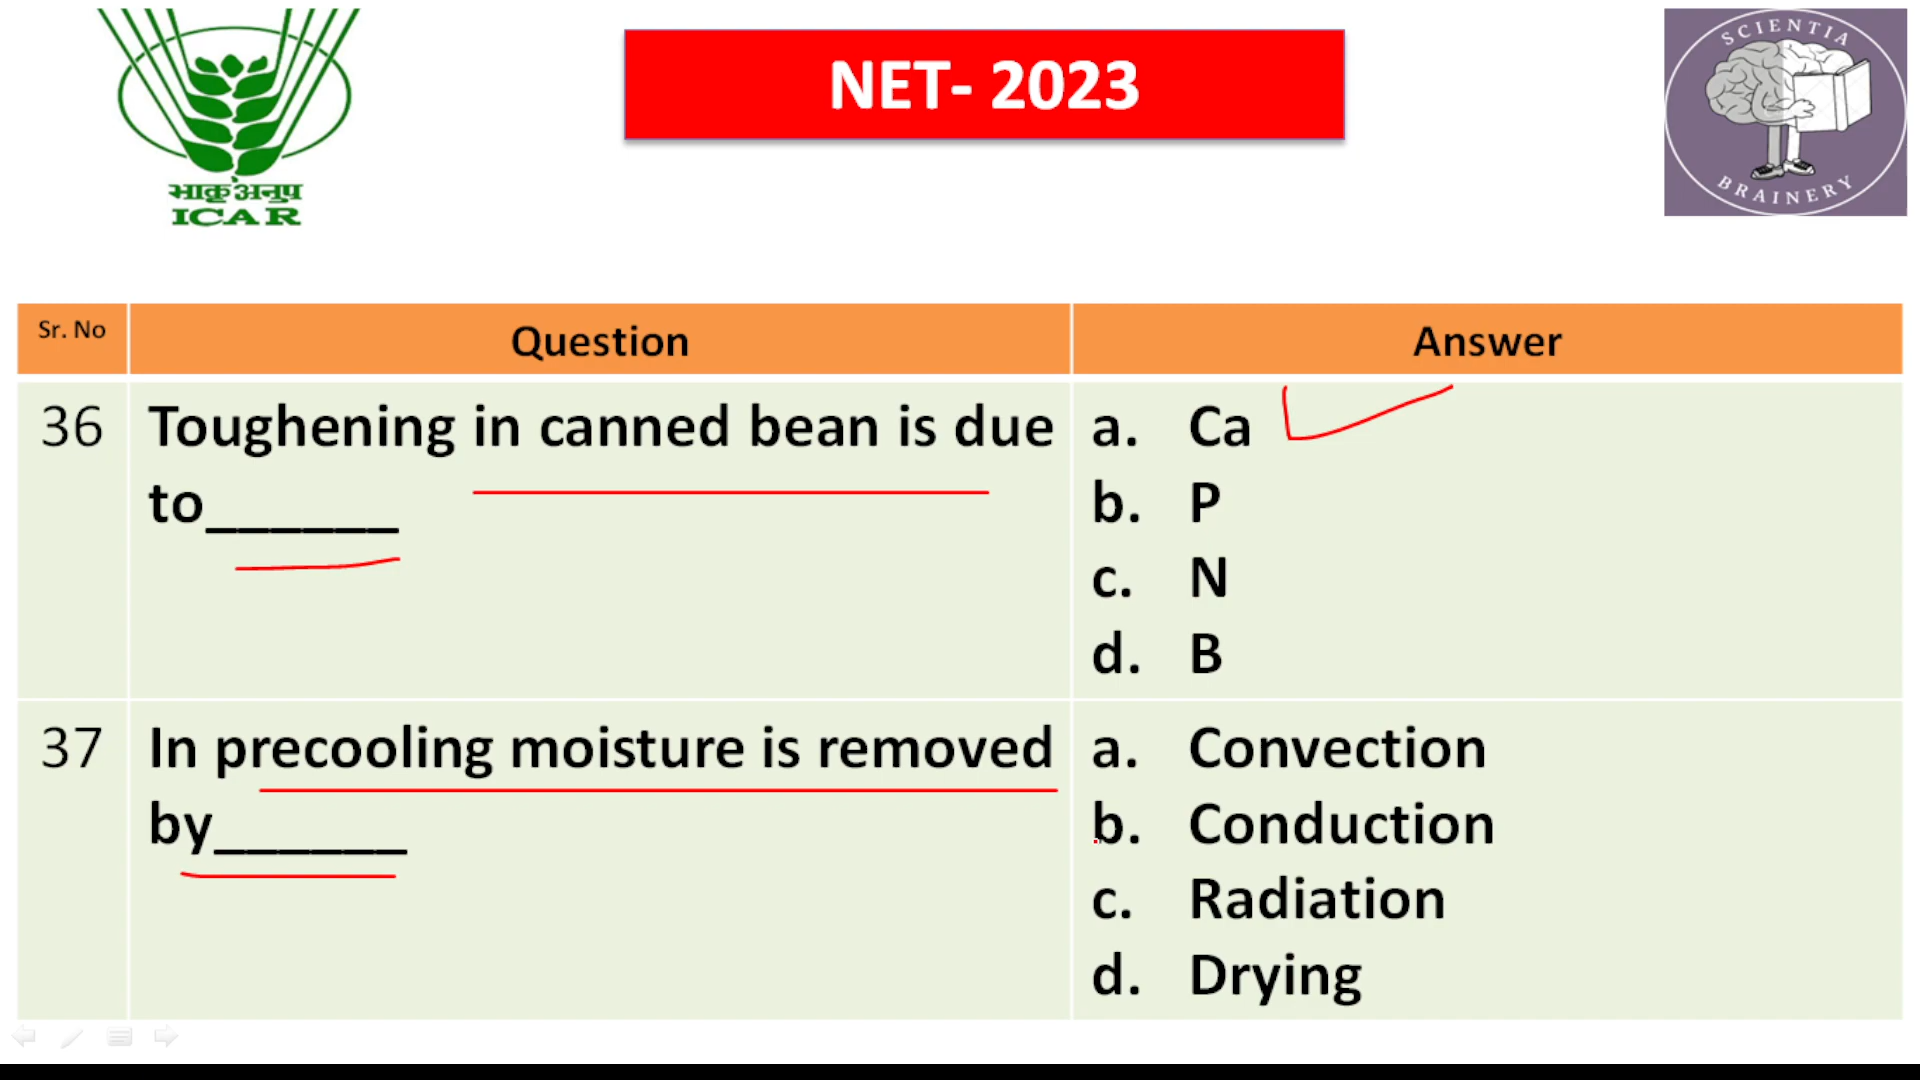 भाकृअनुप
ICAR
NET- 2023
SCIENTIA
BRAINERY
Sr. No Question Answer
36 Toughening in canned bean is due to______
a. Ca
b. P
c. N
d. B
37 In precooling moisture is removed by______
a. Convection
b. Conduction
c. Radiation
d. Drying